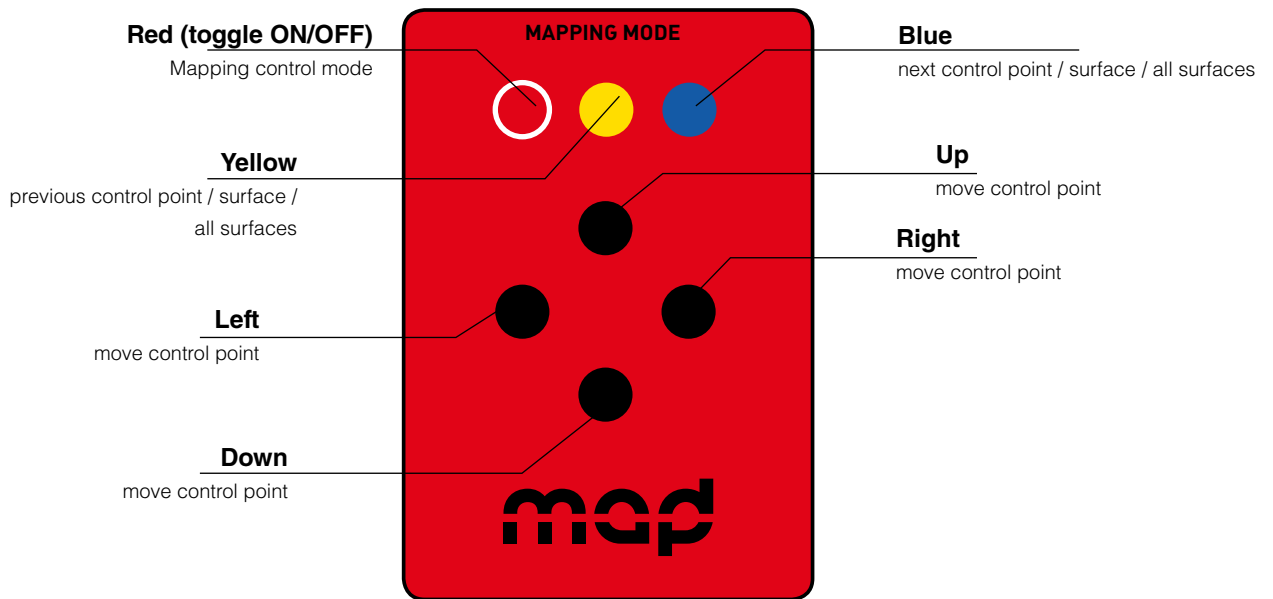 Red (toggle ON/OFF)
Mapping control mode
MAPPING MODE
Blue
next control point / surface / all surfaces
Yellow
previous control point / surface /
all surfaces
Up
move control point
Right
move control point
Left
move control point
Down
move control point
map